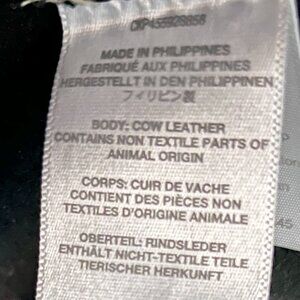 MADE IN PHILIPPINES
FABRIQUÉ AUX PHILIPPINES
HERGESTELLT IN DEN PHILIPPINEN
フィリピン製
BODY: COW LEATHER
CONTAINS NON TEXTILE PARTS OF
ANIMAL ORIGIN
CORPS: CUIR DE VACHE
CONTIENT DES PIÈCES NON
TEXTILES D'ORIGINE ANIMALE
OBERTEIL: RINDSLEDER
ENTHÄLT NICHT-TEXTILE TEILE
TIERISCHER HERKUNFT